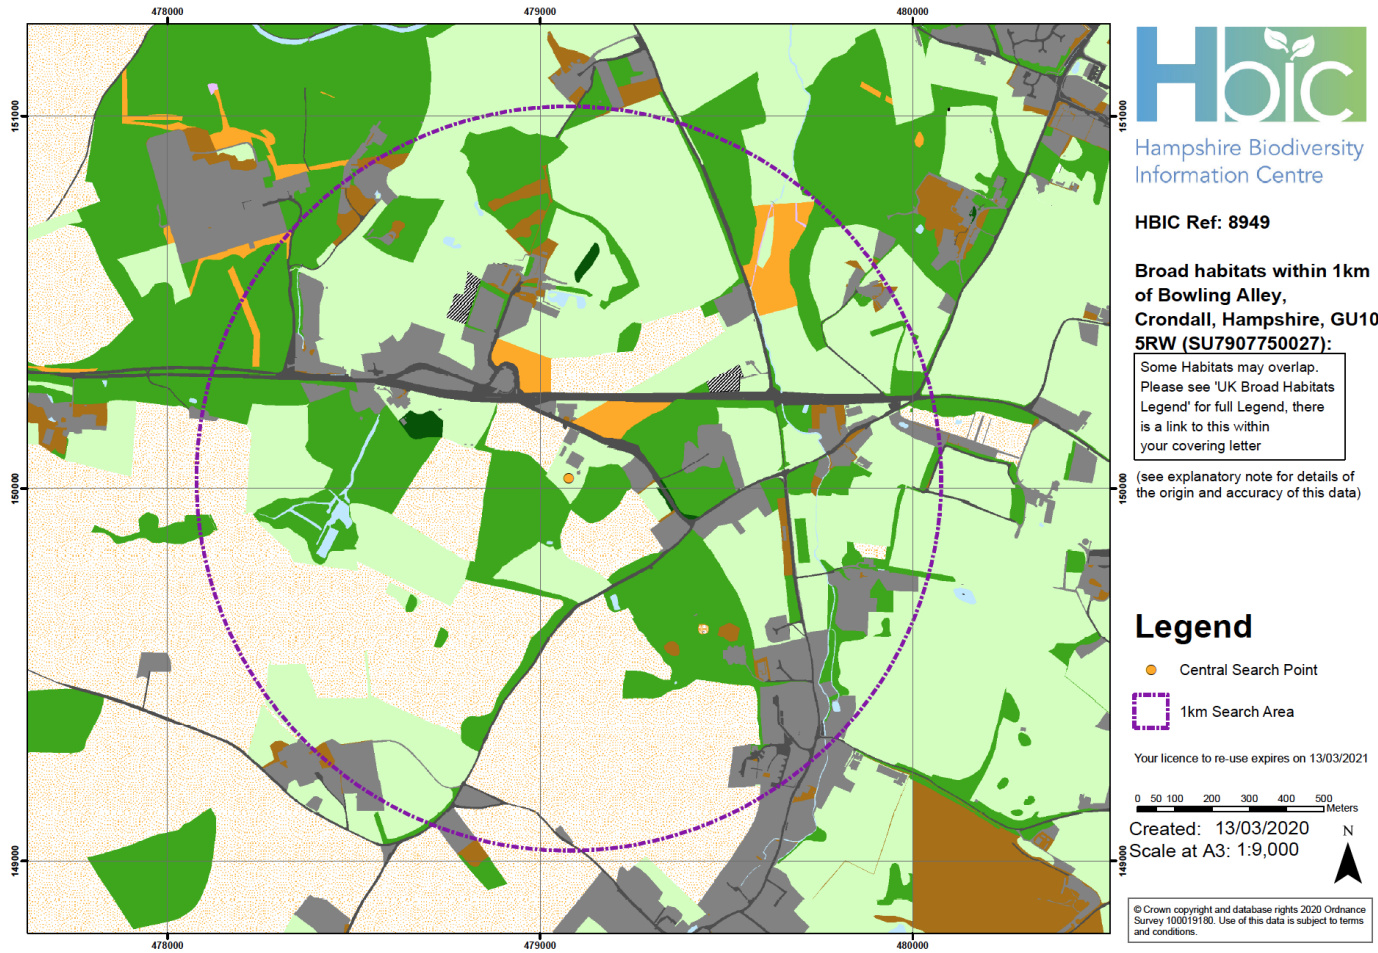 478000
479000
480000
151000
151000
150000
150000
149000
149000
478000
479000
480000
Hbic
Hampshire Biodiversity
Information Centre
HBIC Ref: 8949
Broad habitats within 1km
of Bowling Alley,
Crondall, Hampshire, GU10
5RW (SU7907750027):
Some Habitats may overlap.
Please see 'UK Broad Habitats
Legend' for full Legend, there
is a link to this within
your covering letter
(see explanatory note for details of
the origin and accuracy of this data)
Legend
Central Search Point
1km Search Area
Your licence to re-use expires on 13/03/2021
0 50 100 200 300 400 500
Meters
Created: 13/03/2020
N
Scale at A3: 1:9,000
© Crown copyright and database rights 2020 Ordnance
Survey 100019180. Use of this data is subject to terms
and conditions.